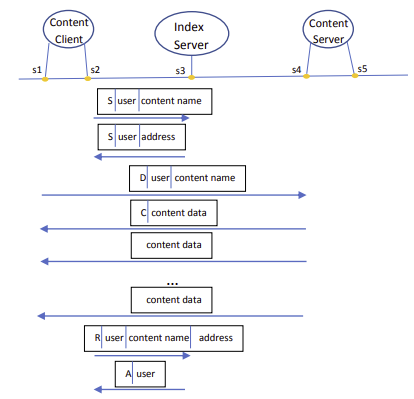 Content
Client
Index
Server
Content
Server
s1 s2 s3 s4 s5
S user content name
S user address
D user content name
C content data
content data
...
content data
R user content name address
A user